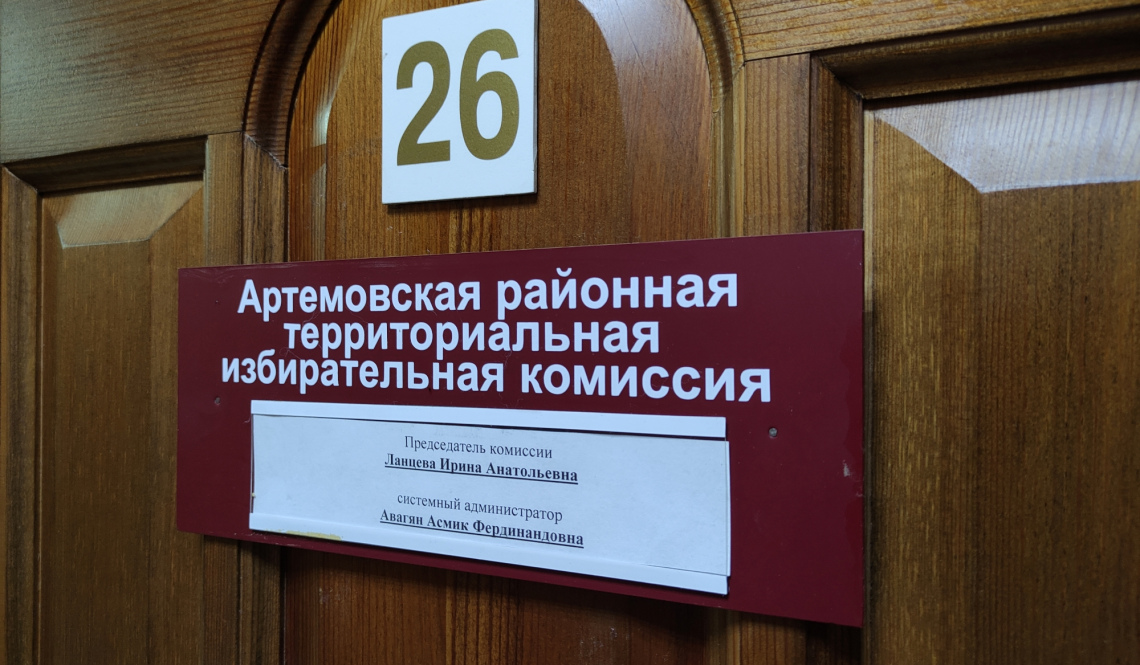 26
Артемовская районная
территориальная
избирательная комиссия
Председатель комиссии
Ланцева Ирина Анатольевна
системный администратор
Авагян Асмик Фердинандовна